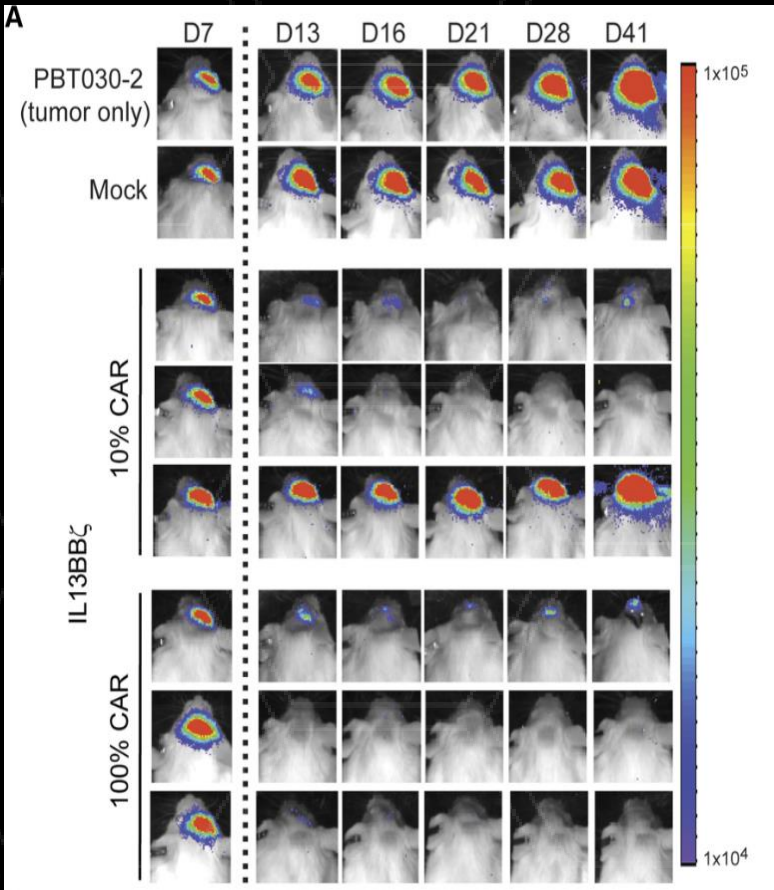 A
D7 D13 D16 D21 D28 D41
PBT030-2
(tumor only)
Mock
10% CAR
IL13BBζ
100% CAR
1x10⁵
1x10⁴